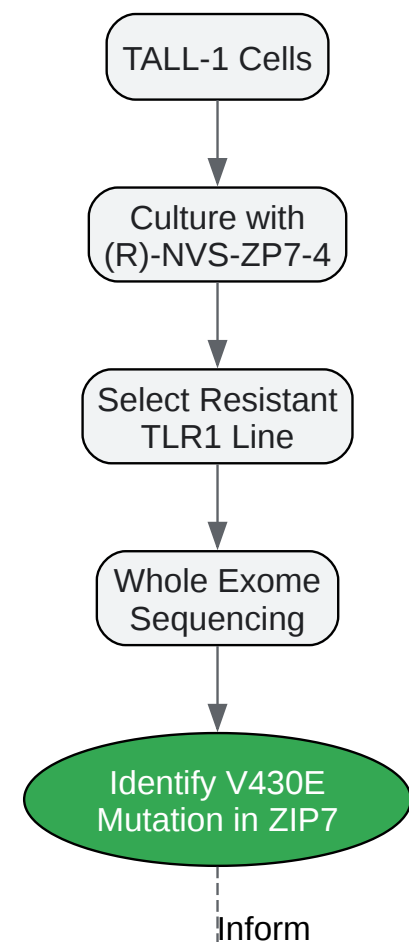 TALL-1 Cells
Culture with
(R)-NVS-ZP7-4
Select Resistant
TLR1 Line
Whole Exome
Sequencing
Identify V430E
Mutation in ZIP7
Inform